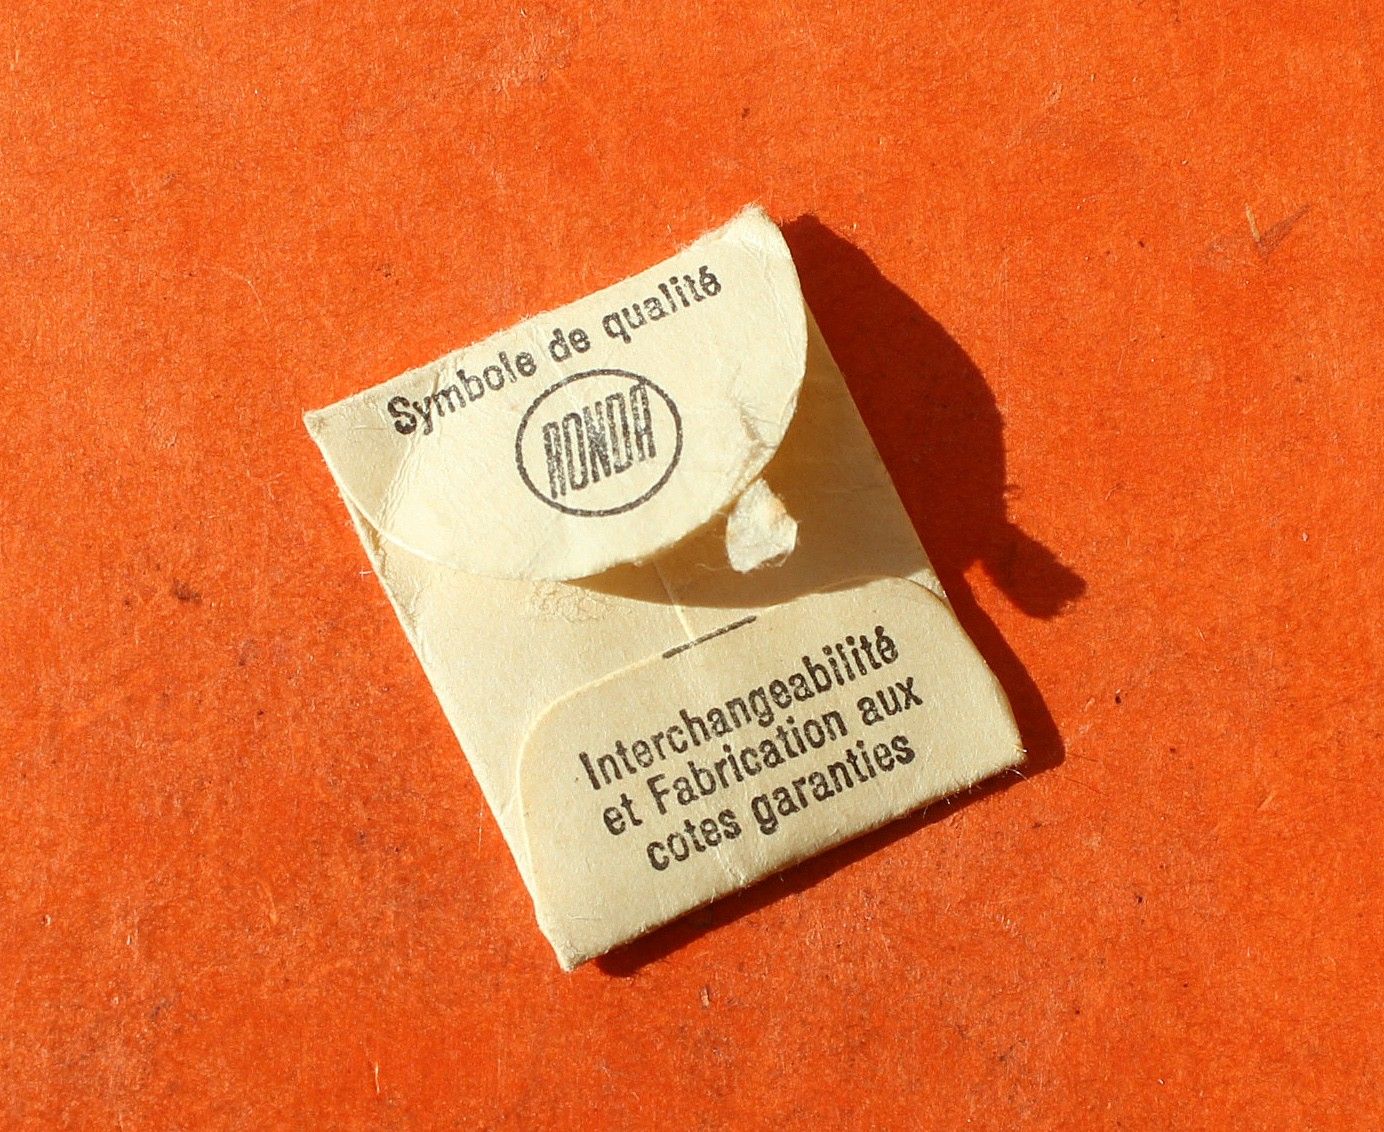 Symbole de qualité
RONDA
Interchangeabilité
et Fabrication aux
cotes garanties